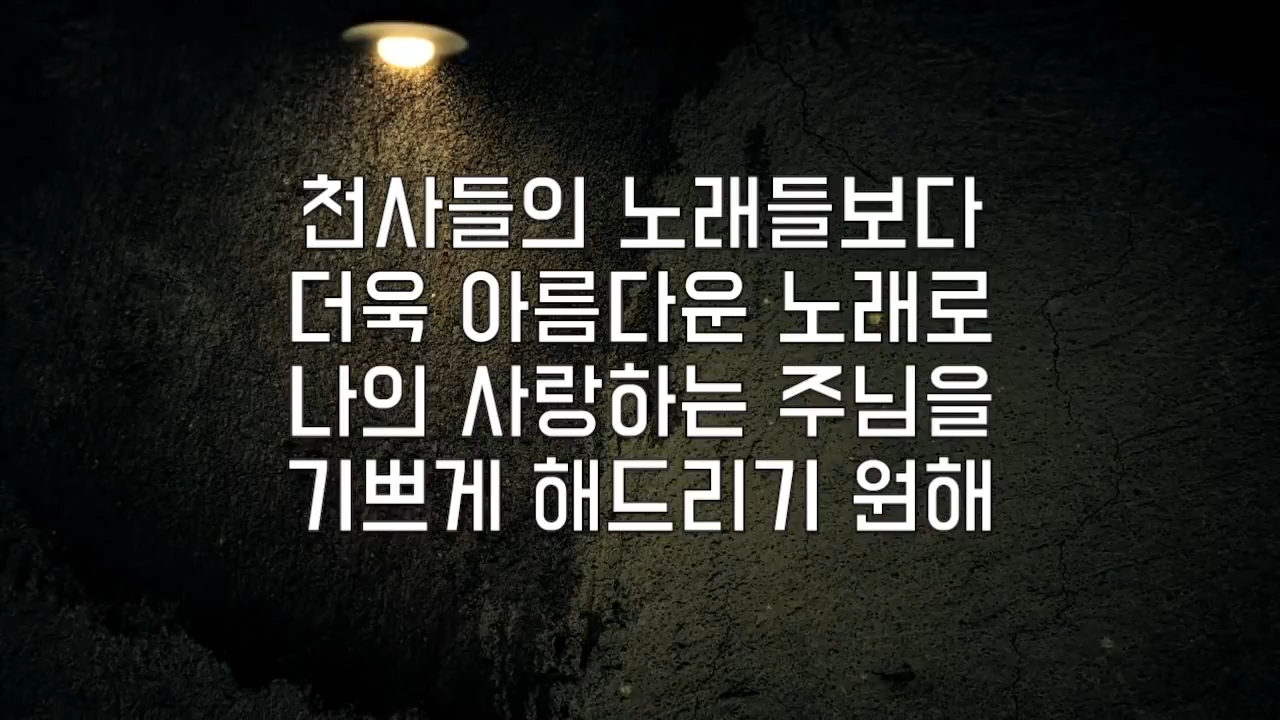 천사들의 노래들보다
더욱 아름다운 노래로
나의 사랑하는 주님을
기쁘게 해드리기 원해